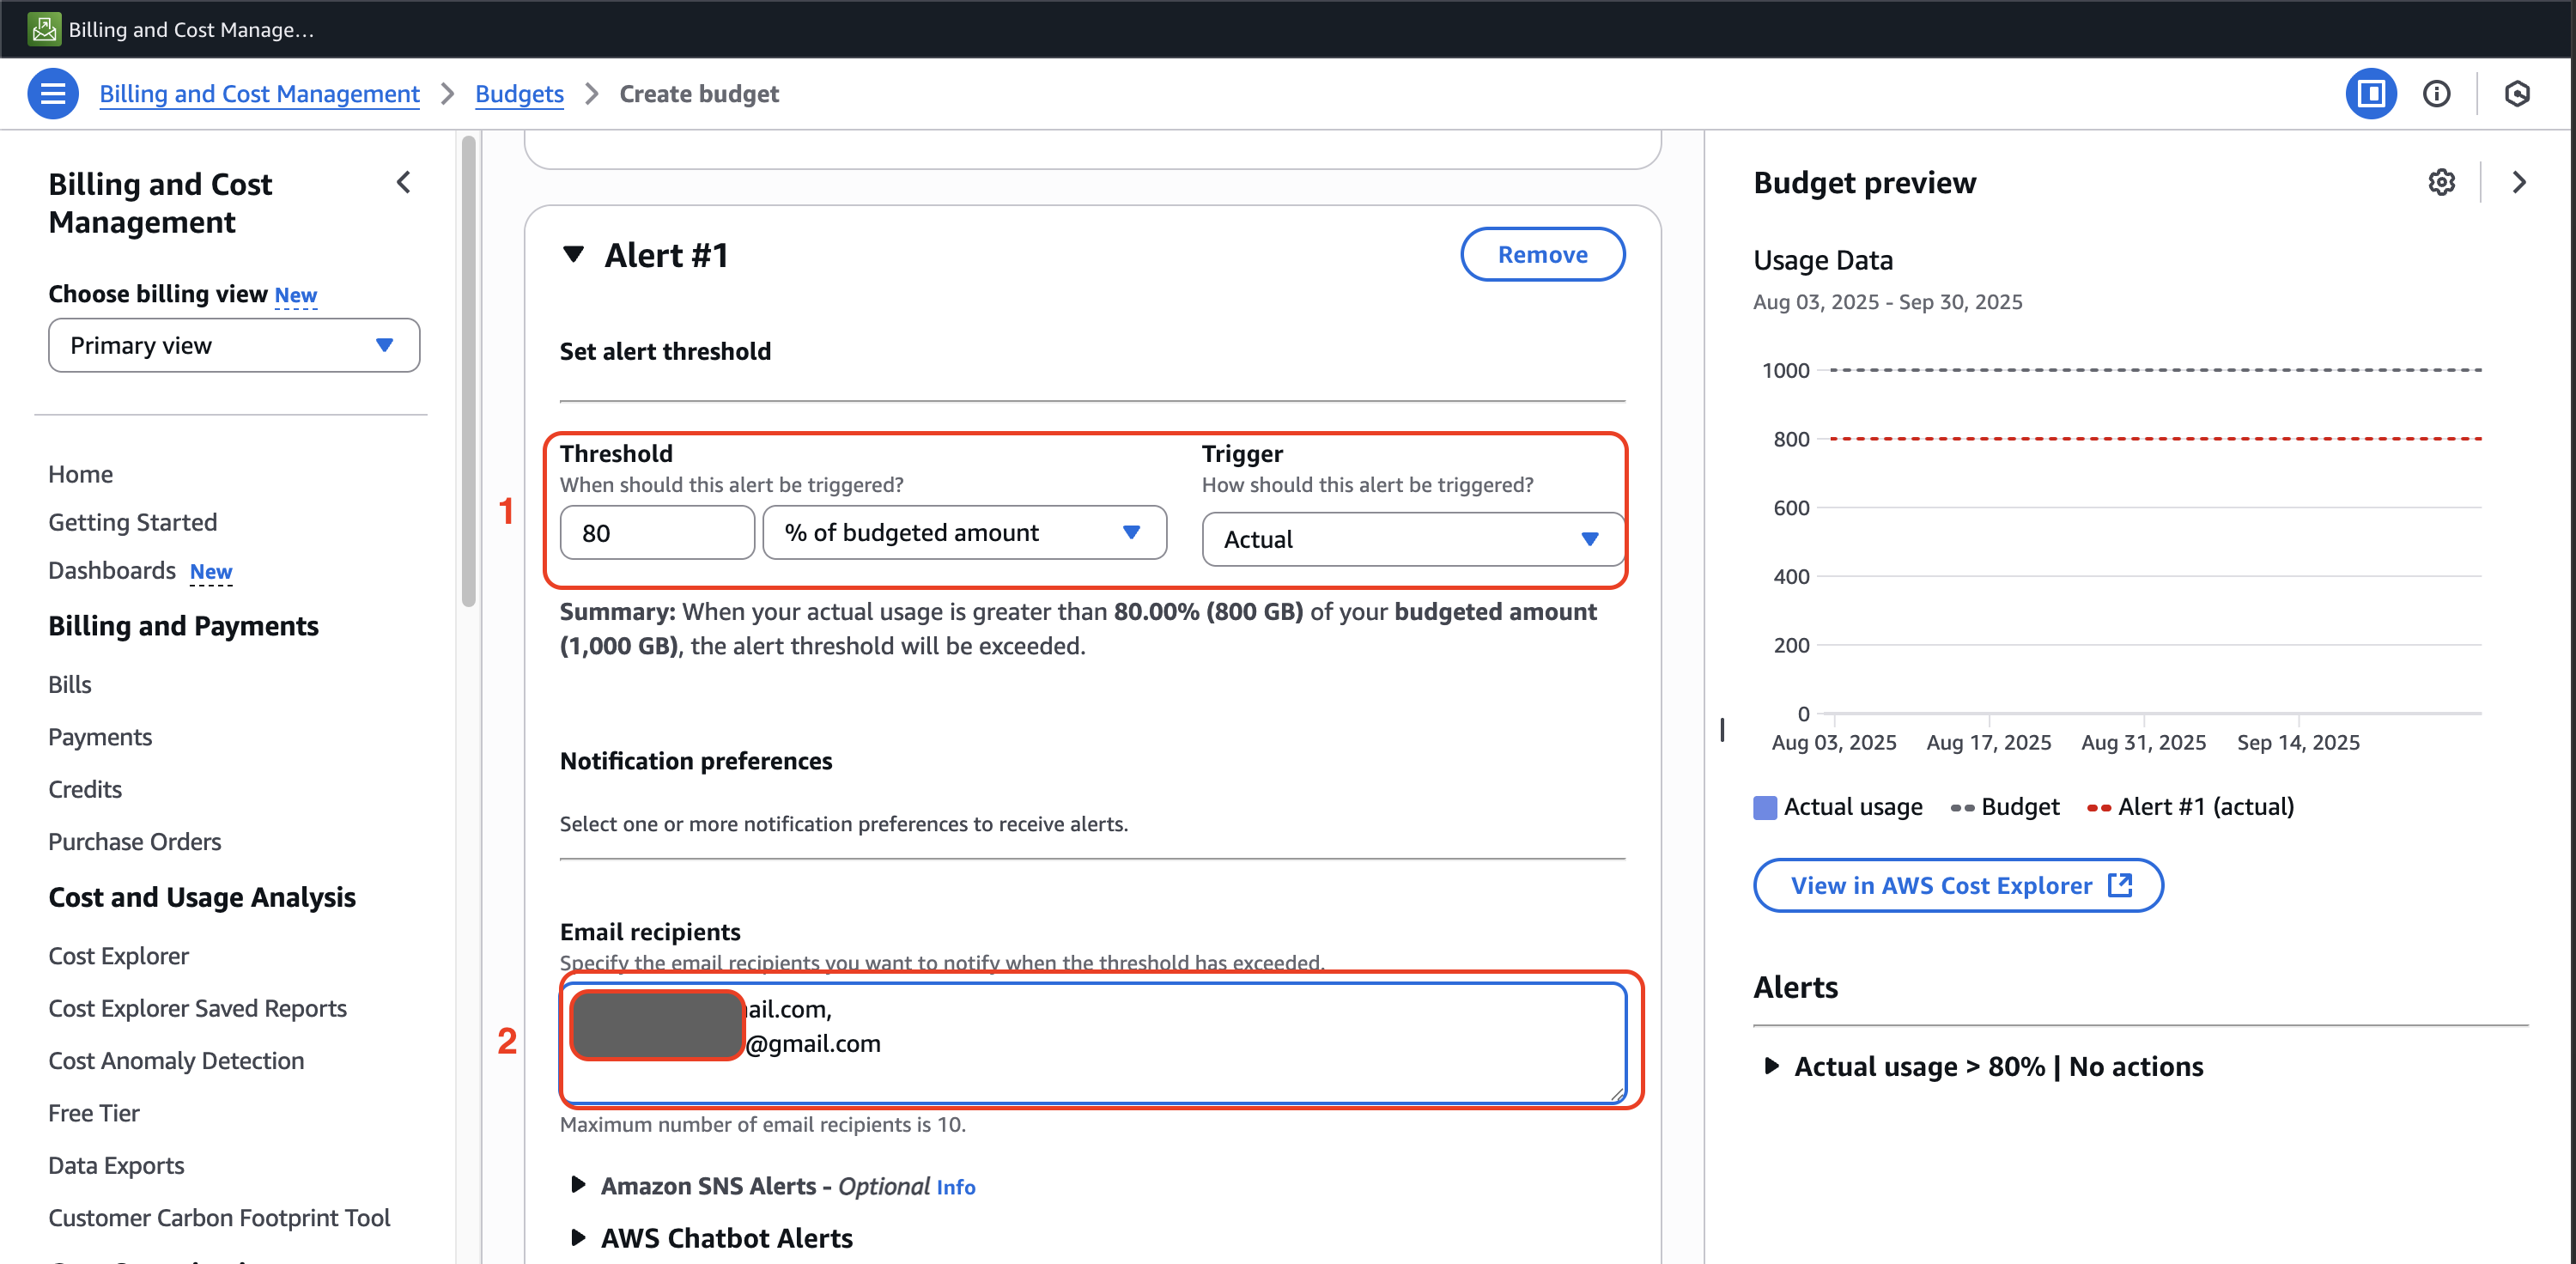 Billing and Cost Manage…
Billing and Cost Management
Budgets
Create budget
Billing and Cost
Management
Choose billing view New
Primary view
Home
Getting Started
Dashboards New
Billing and Payments
Bills
Payments
Credits
Purchase Orders
Cost and Usage Analysis
Cost Explorer
Cost Explorer Saved Reports
Cost Anomaly Detection
Free Tier
Data Exports
Customer Carbon Footprint Tool
Alert #1
Remove
Set alert threshold
1
Threshold
When should this alert be triggered?
80
% of budgeted amount
Trigger
How should this alert be triggered?
Actual
Summary: When your actual usage is greater than 80.00% (800 GB) of your budgeted amount
(1,000 GB), the alert threshold will be exceeded.
Notification preferences
Select one or more notification preferences to receive alerts.
Email recipients
Specify the email recipients you want to notify when the threshold has exceeded.
2
ail.com,
@gmail.com
Maximum number of email recipients is 10.
Amazon SNS Alerts - Optional Info
AWS Chatbot Alerts
Budget preview
Usage Data
Aug 03, 2025 - Sep 30, 2025
1000
800
600
400
200
0
Aug 03, 2025
Aug 17, 2025
Aug 31, 2025
Sep 14, 2025
Actual usage
Budget
Alert #1 (actual)
View in AWS Cost Explorer
Alerts
Actual usage > 80% | No actions